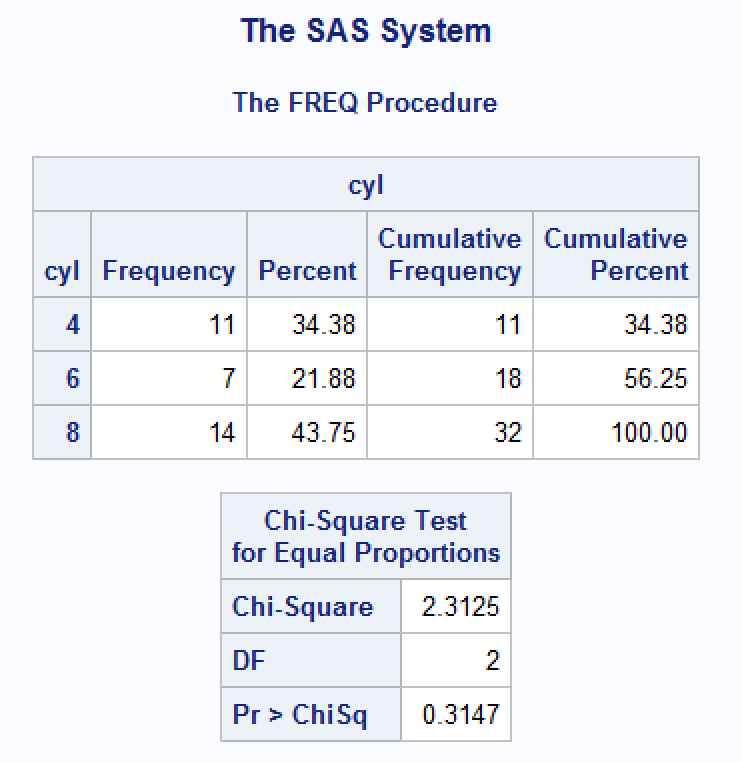 The SAS System
The FREQ Procedure
cyl
cyl Frequency Percent Cumulative Frequency Cumulative Percent
4 11 34.38 11 34.38
6 7 21.88 18 56.25
8 14 43.75 32 100.00
Chi-Square Test
for Equal Proportions
Chi-Square 2.3125
DF 2
Pr > ChiSq 0.3147